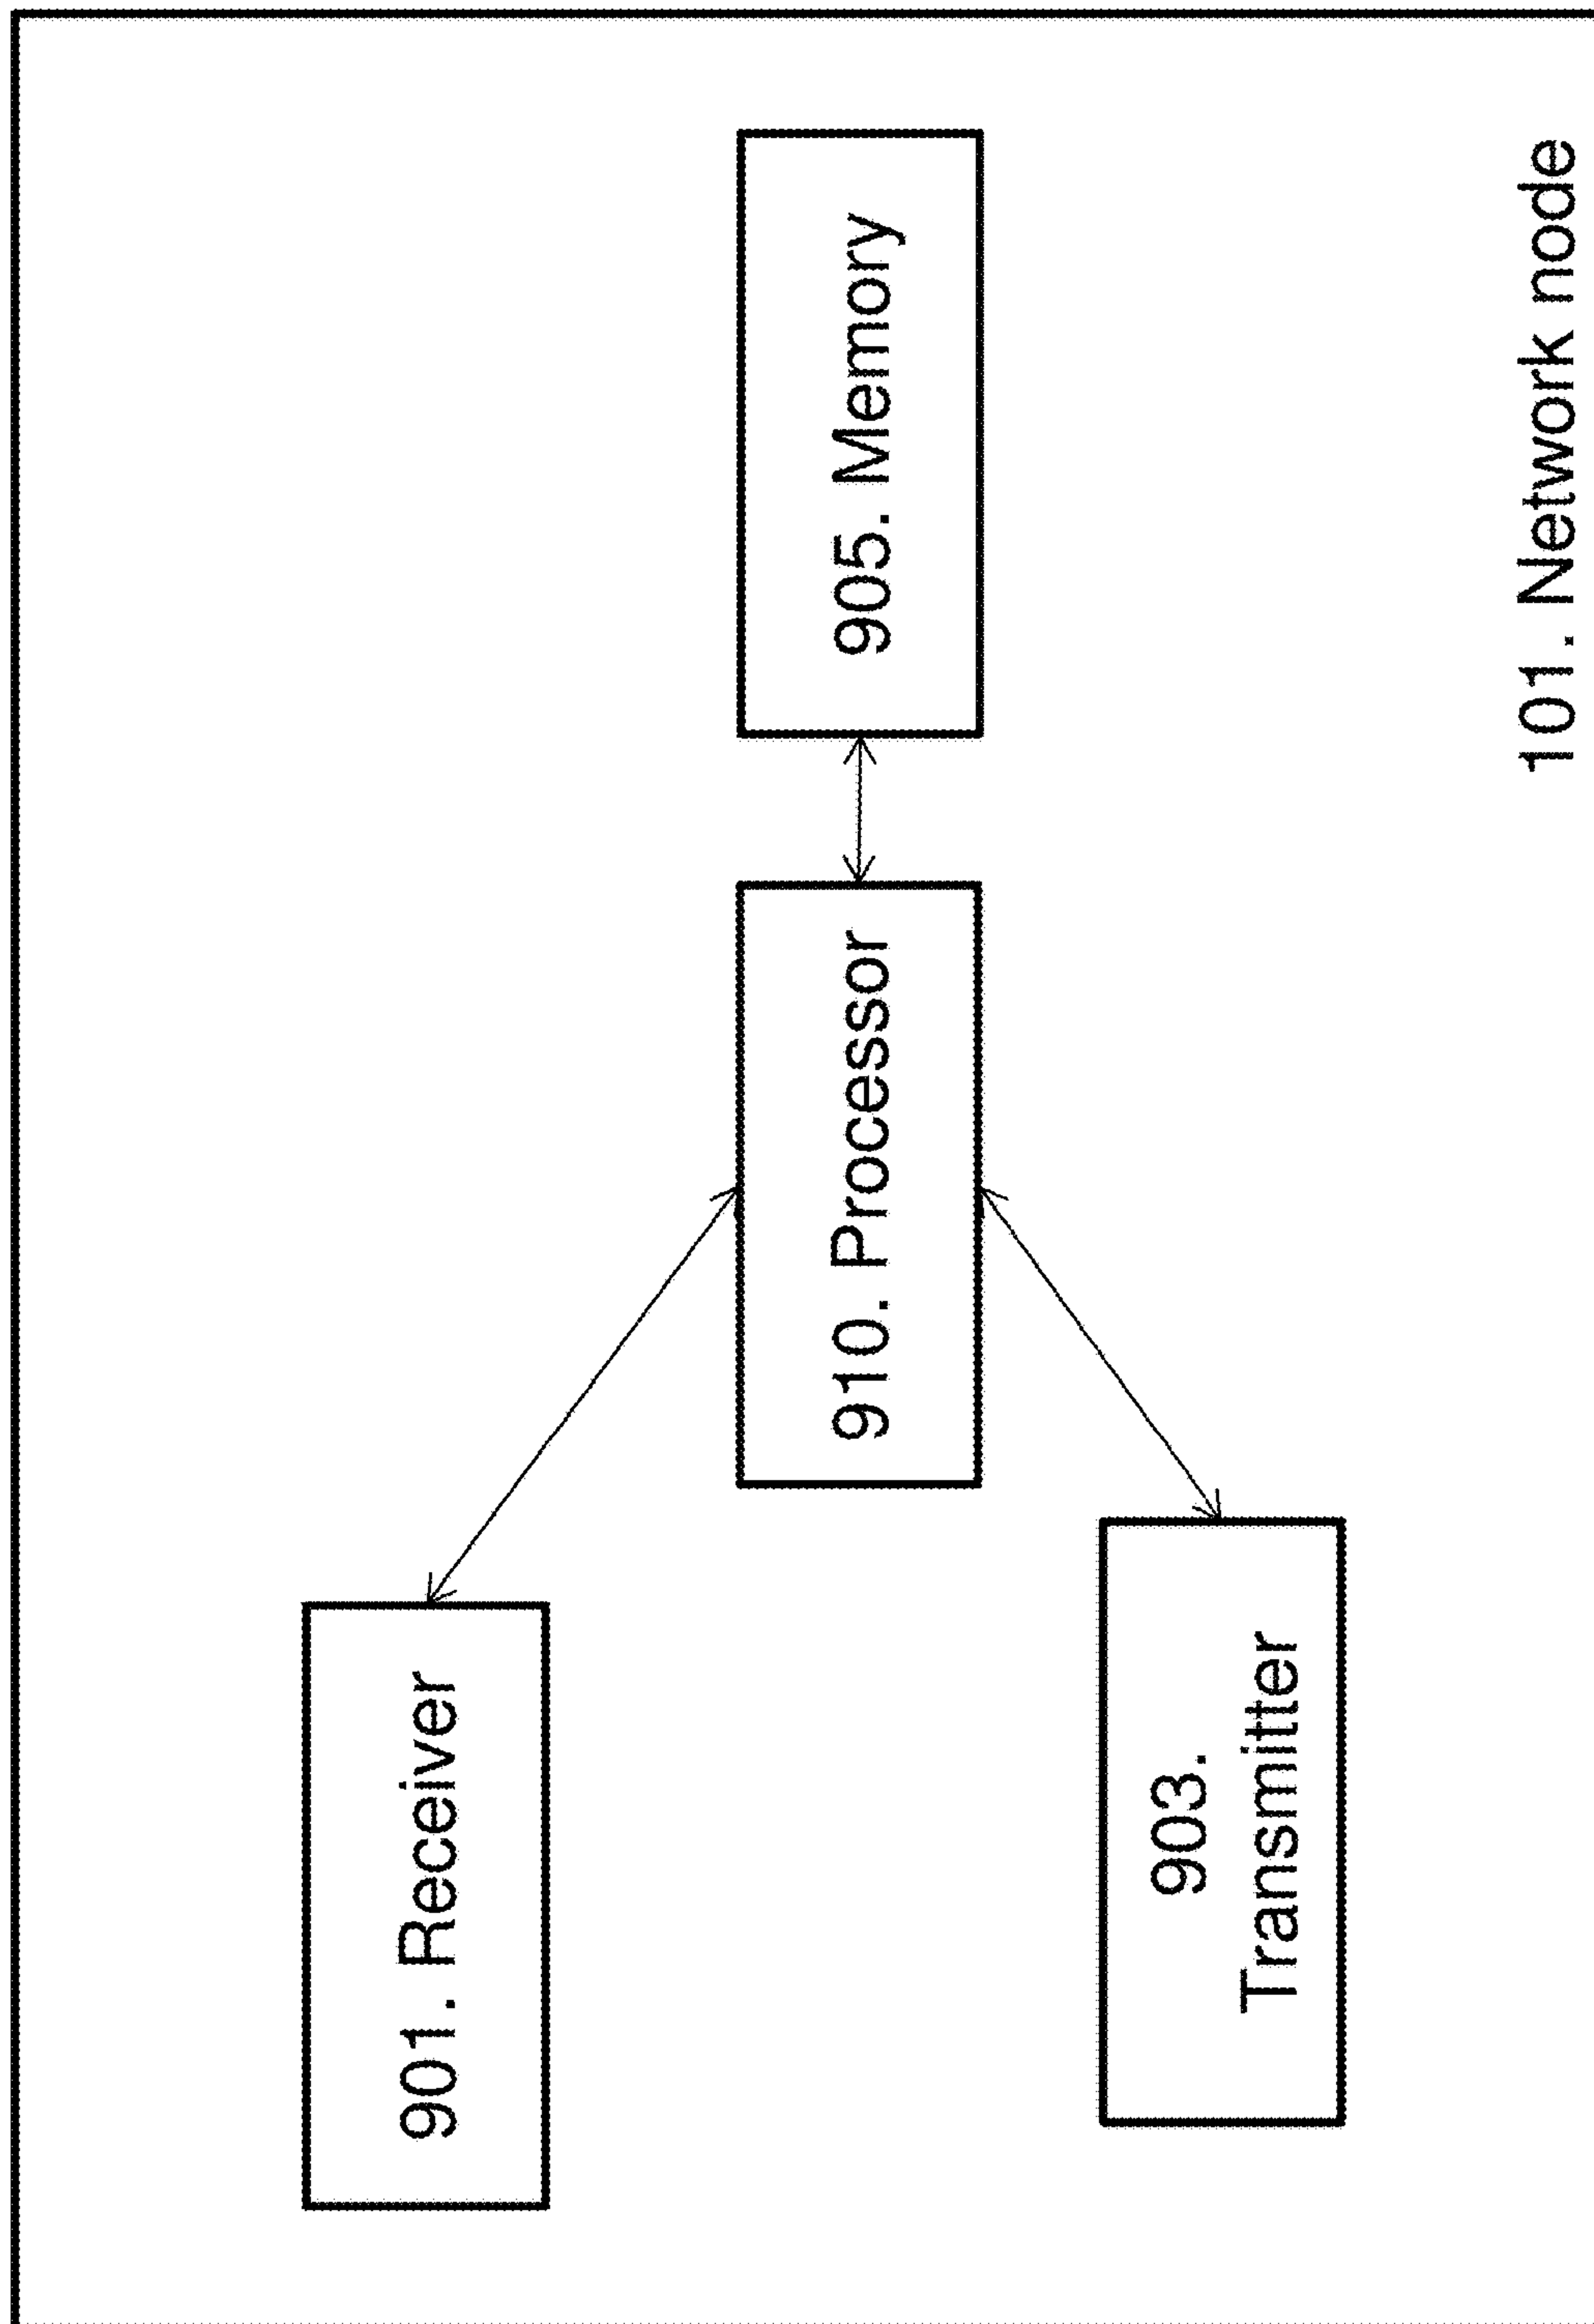 901. Receiver
910. Processor
905. Memory
903.
Transmitter
101. Network node